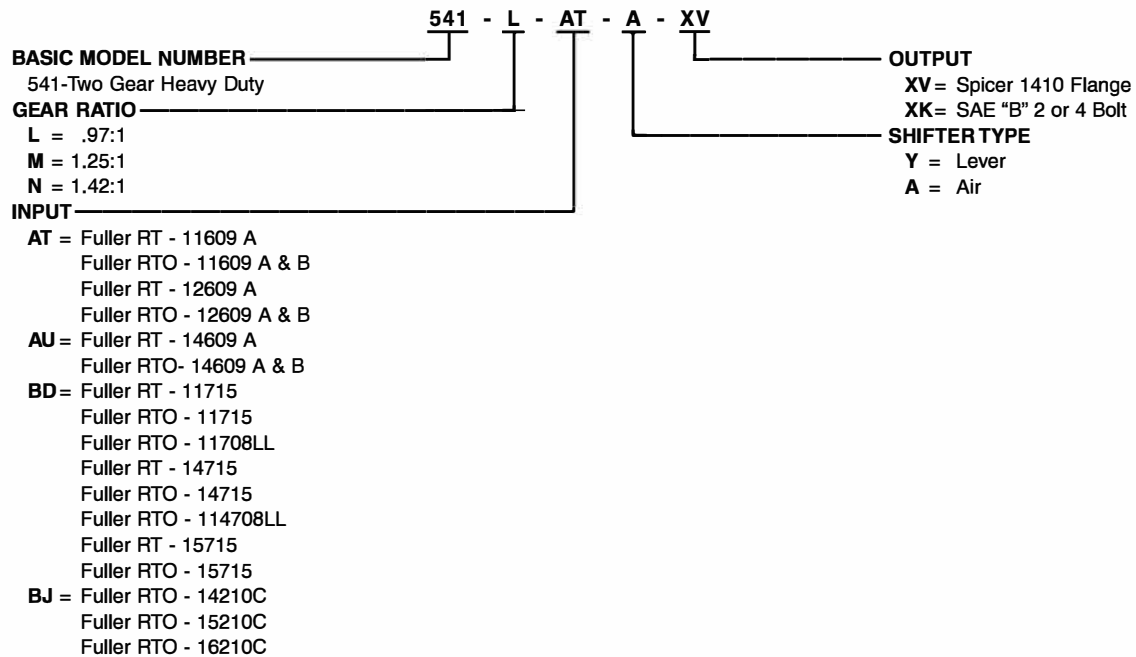 541 - L - AT - A - XV
BASIC MODEL NUMBER
541-Two Gear Heavy Duty
GEAR RATIO
L = .97:1
M = 1.25:1
N = 1.42:1
INPUT
AT = Fuller RT - 11609 A
Fuller RTO - 11609 A & B
Fuller RT - 12609 A
Fuller RTO - 12609 A & B
AU = Fuller RT - 14609 A
Fuller RTO- 14609 A & B
BD = Fuller RT - 11715
Fuller RTO - 11715
Fuller RTO - 11708LL
Fuller RT - 14715
Fuller RTO - 14715
Fuller RTO - 114708LL
Fuller RT - 15715
Fuller RTO - 15715
BJ = Fuller RTO - 14210C
Fuller RTO - 15210C
Fuller RTO - 16210C
OUTPUT
XV = Spicer 1410 Flange
XK = SAE “B” 2 or 4 Bolt
SHIFTER TYPE
Y = Lever
A = Air